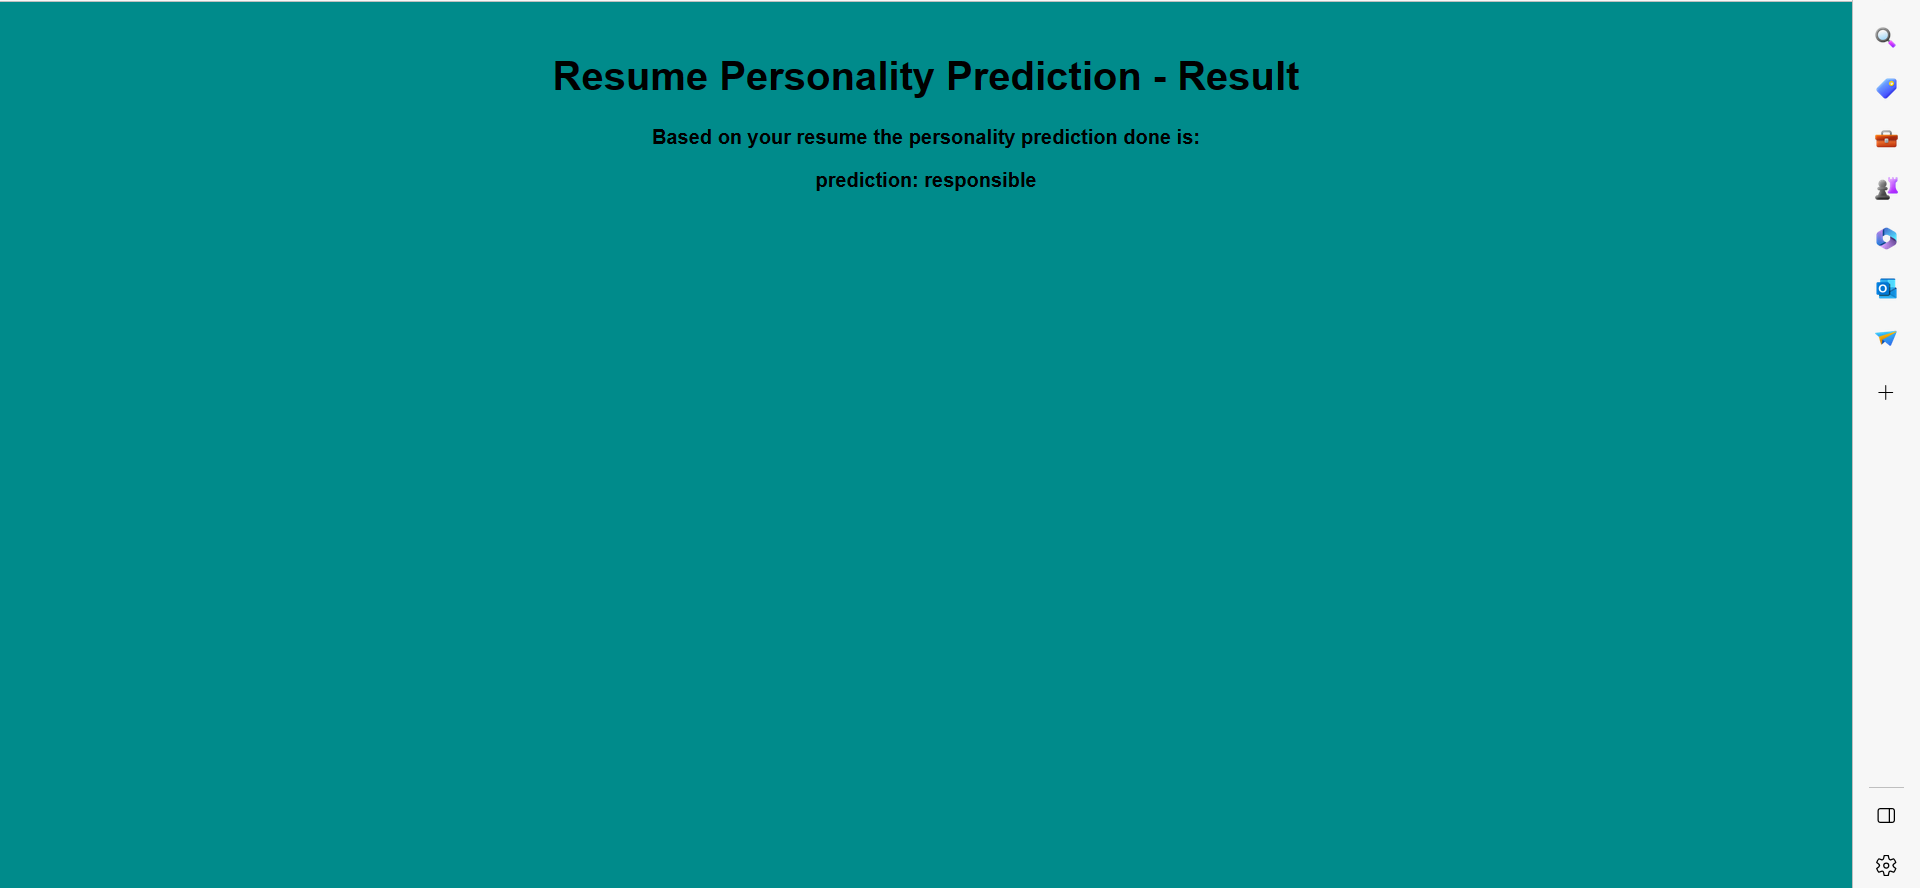 Resume Personality Prediction - Result
Based on your resume the personality prediction done is:
prediction: responsible